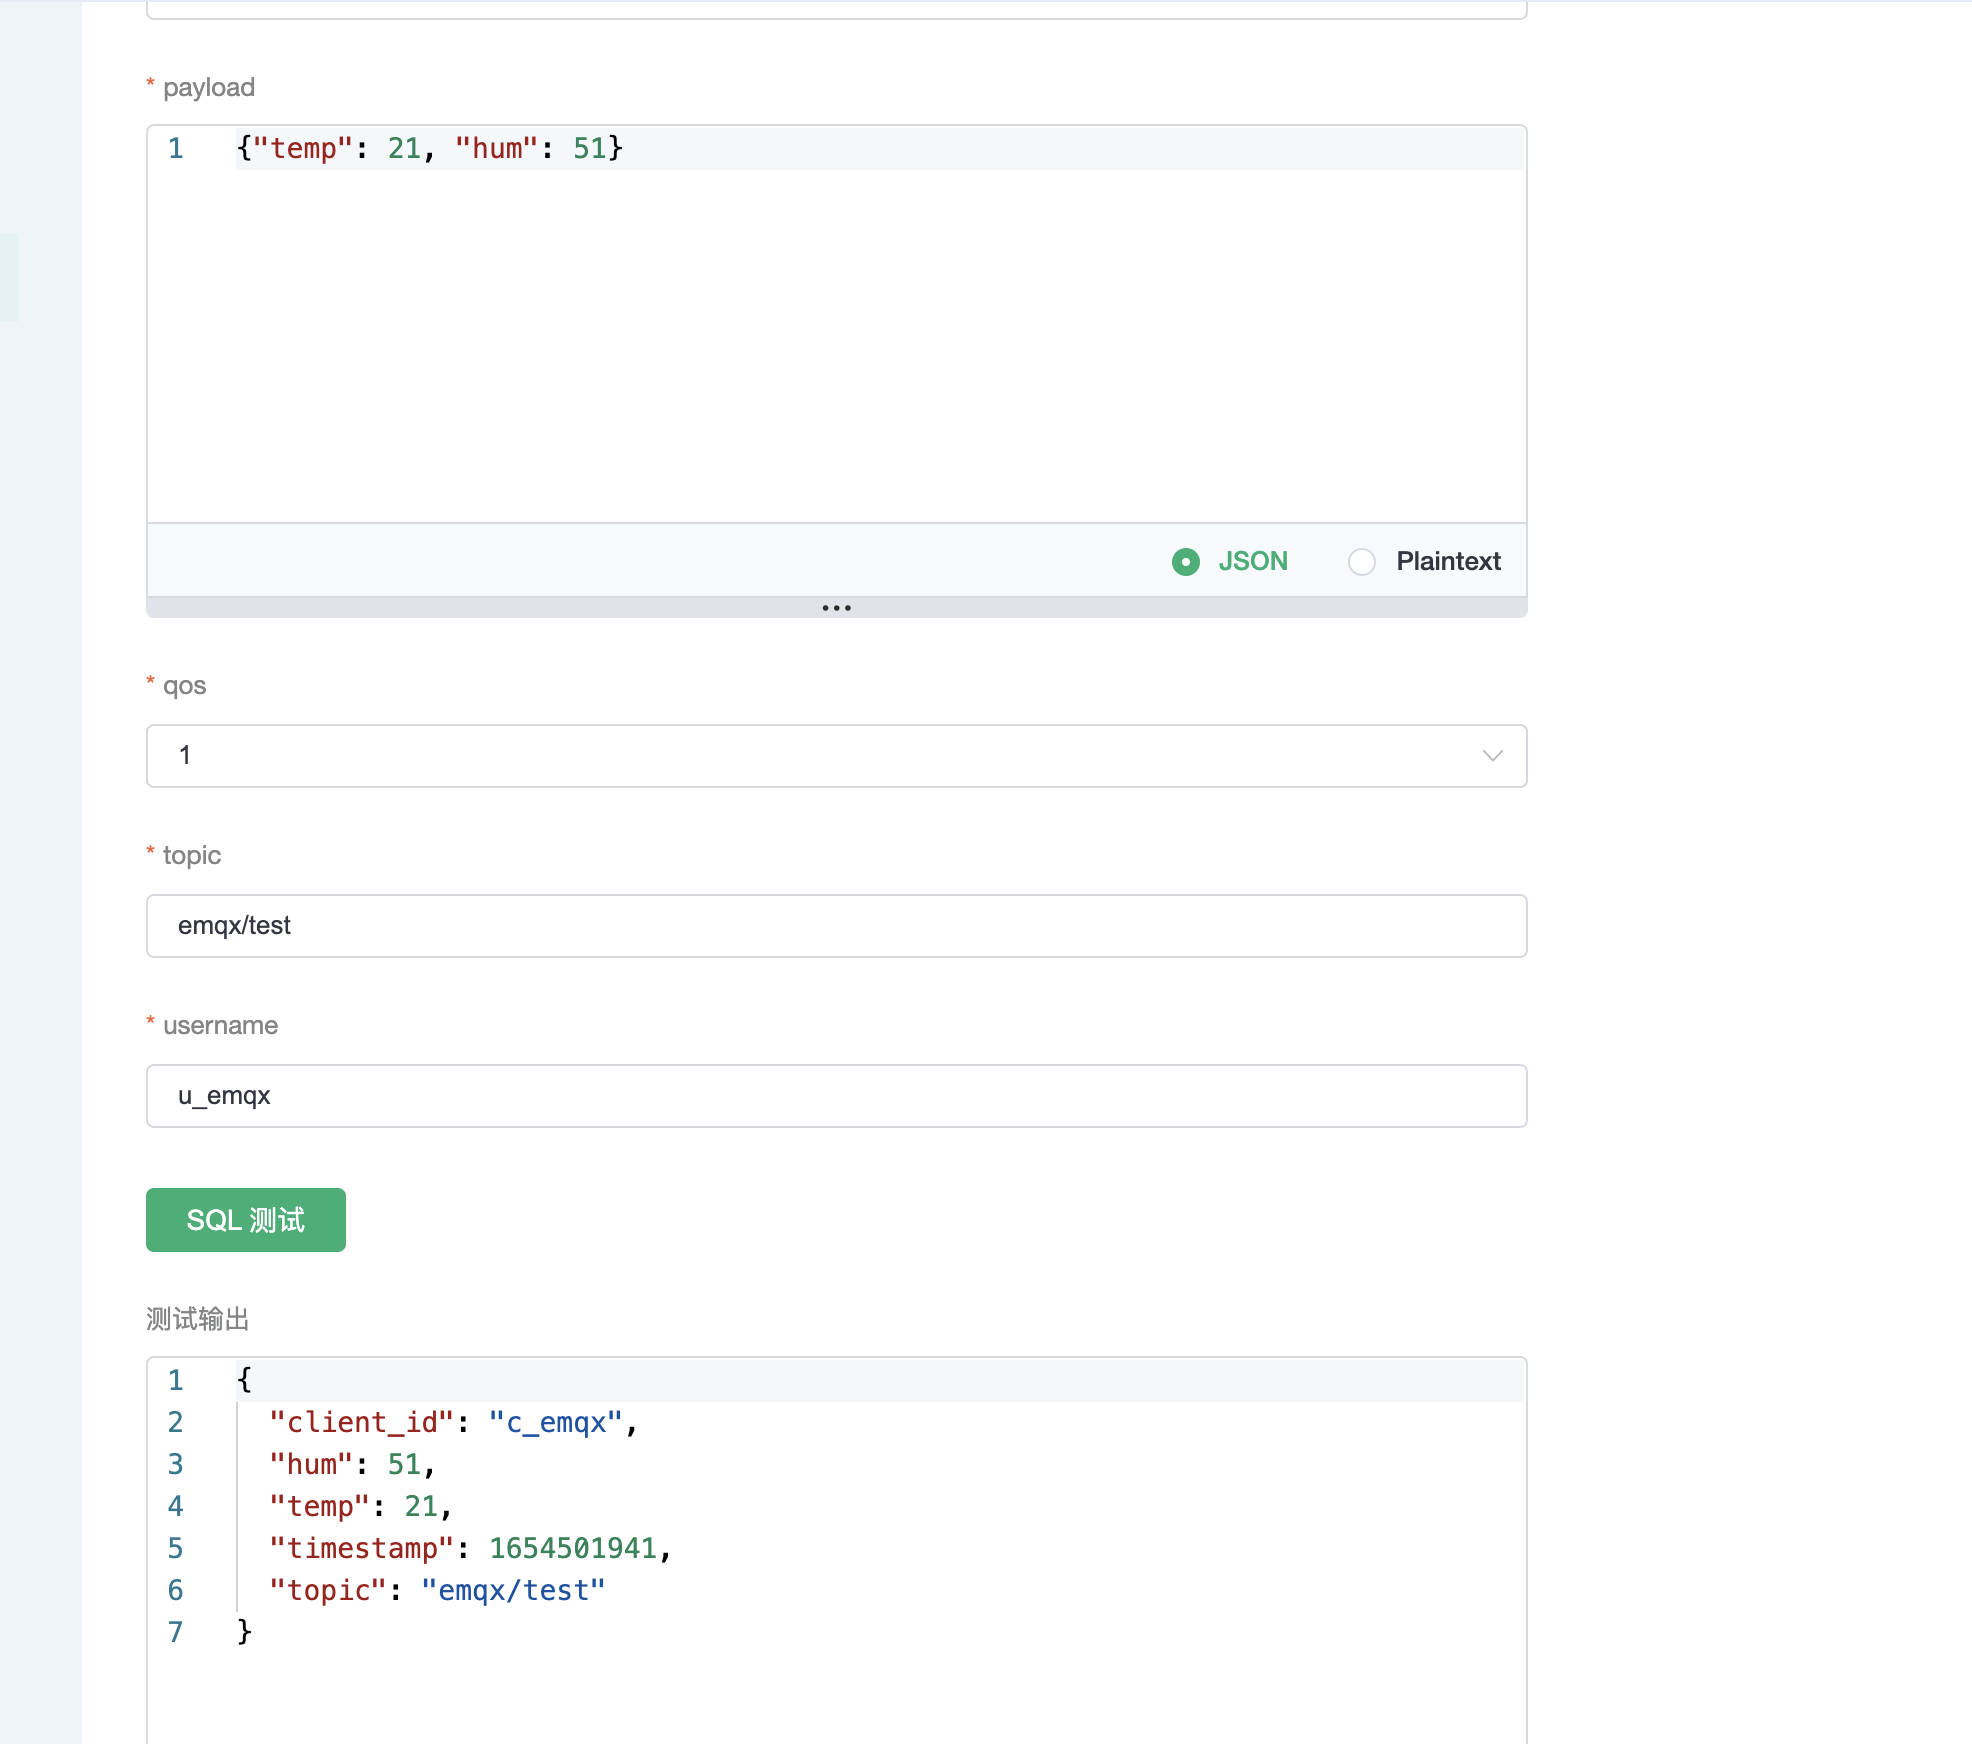 * payload
1 {"temp": 21, "hum": 51}
JSON Plaintext
* qos
1
* topic
emqx/test
* username
u_emqx
SQL 测试
测试输出
1 {
2 "client_id": "c_emqx",
3 "hum": 51,
4 "temp": 21,
5 "timestamp": 1654501941,
6 "topic": "emqx/test"
7 }